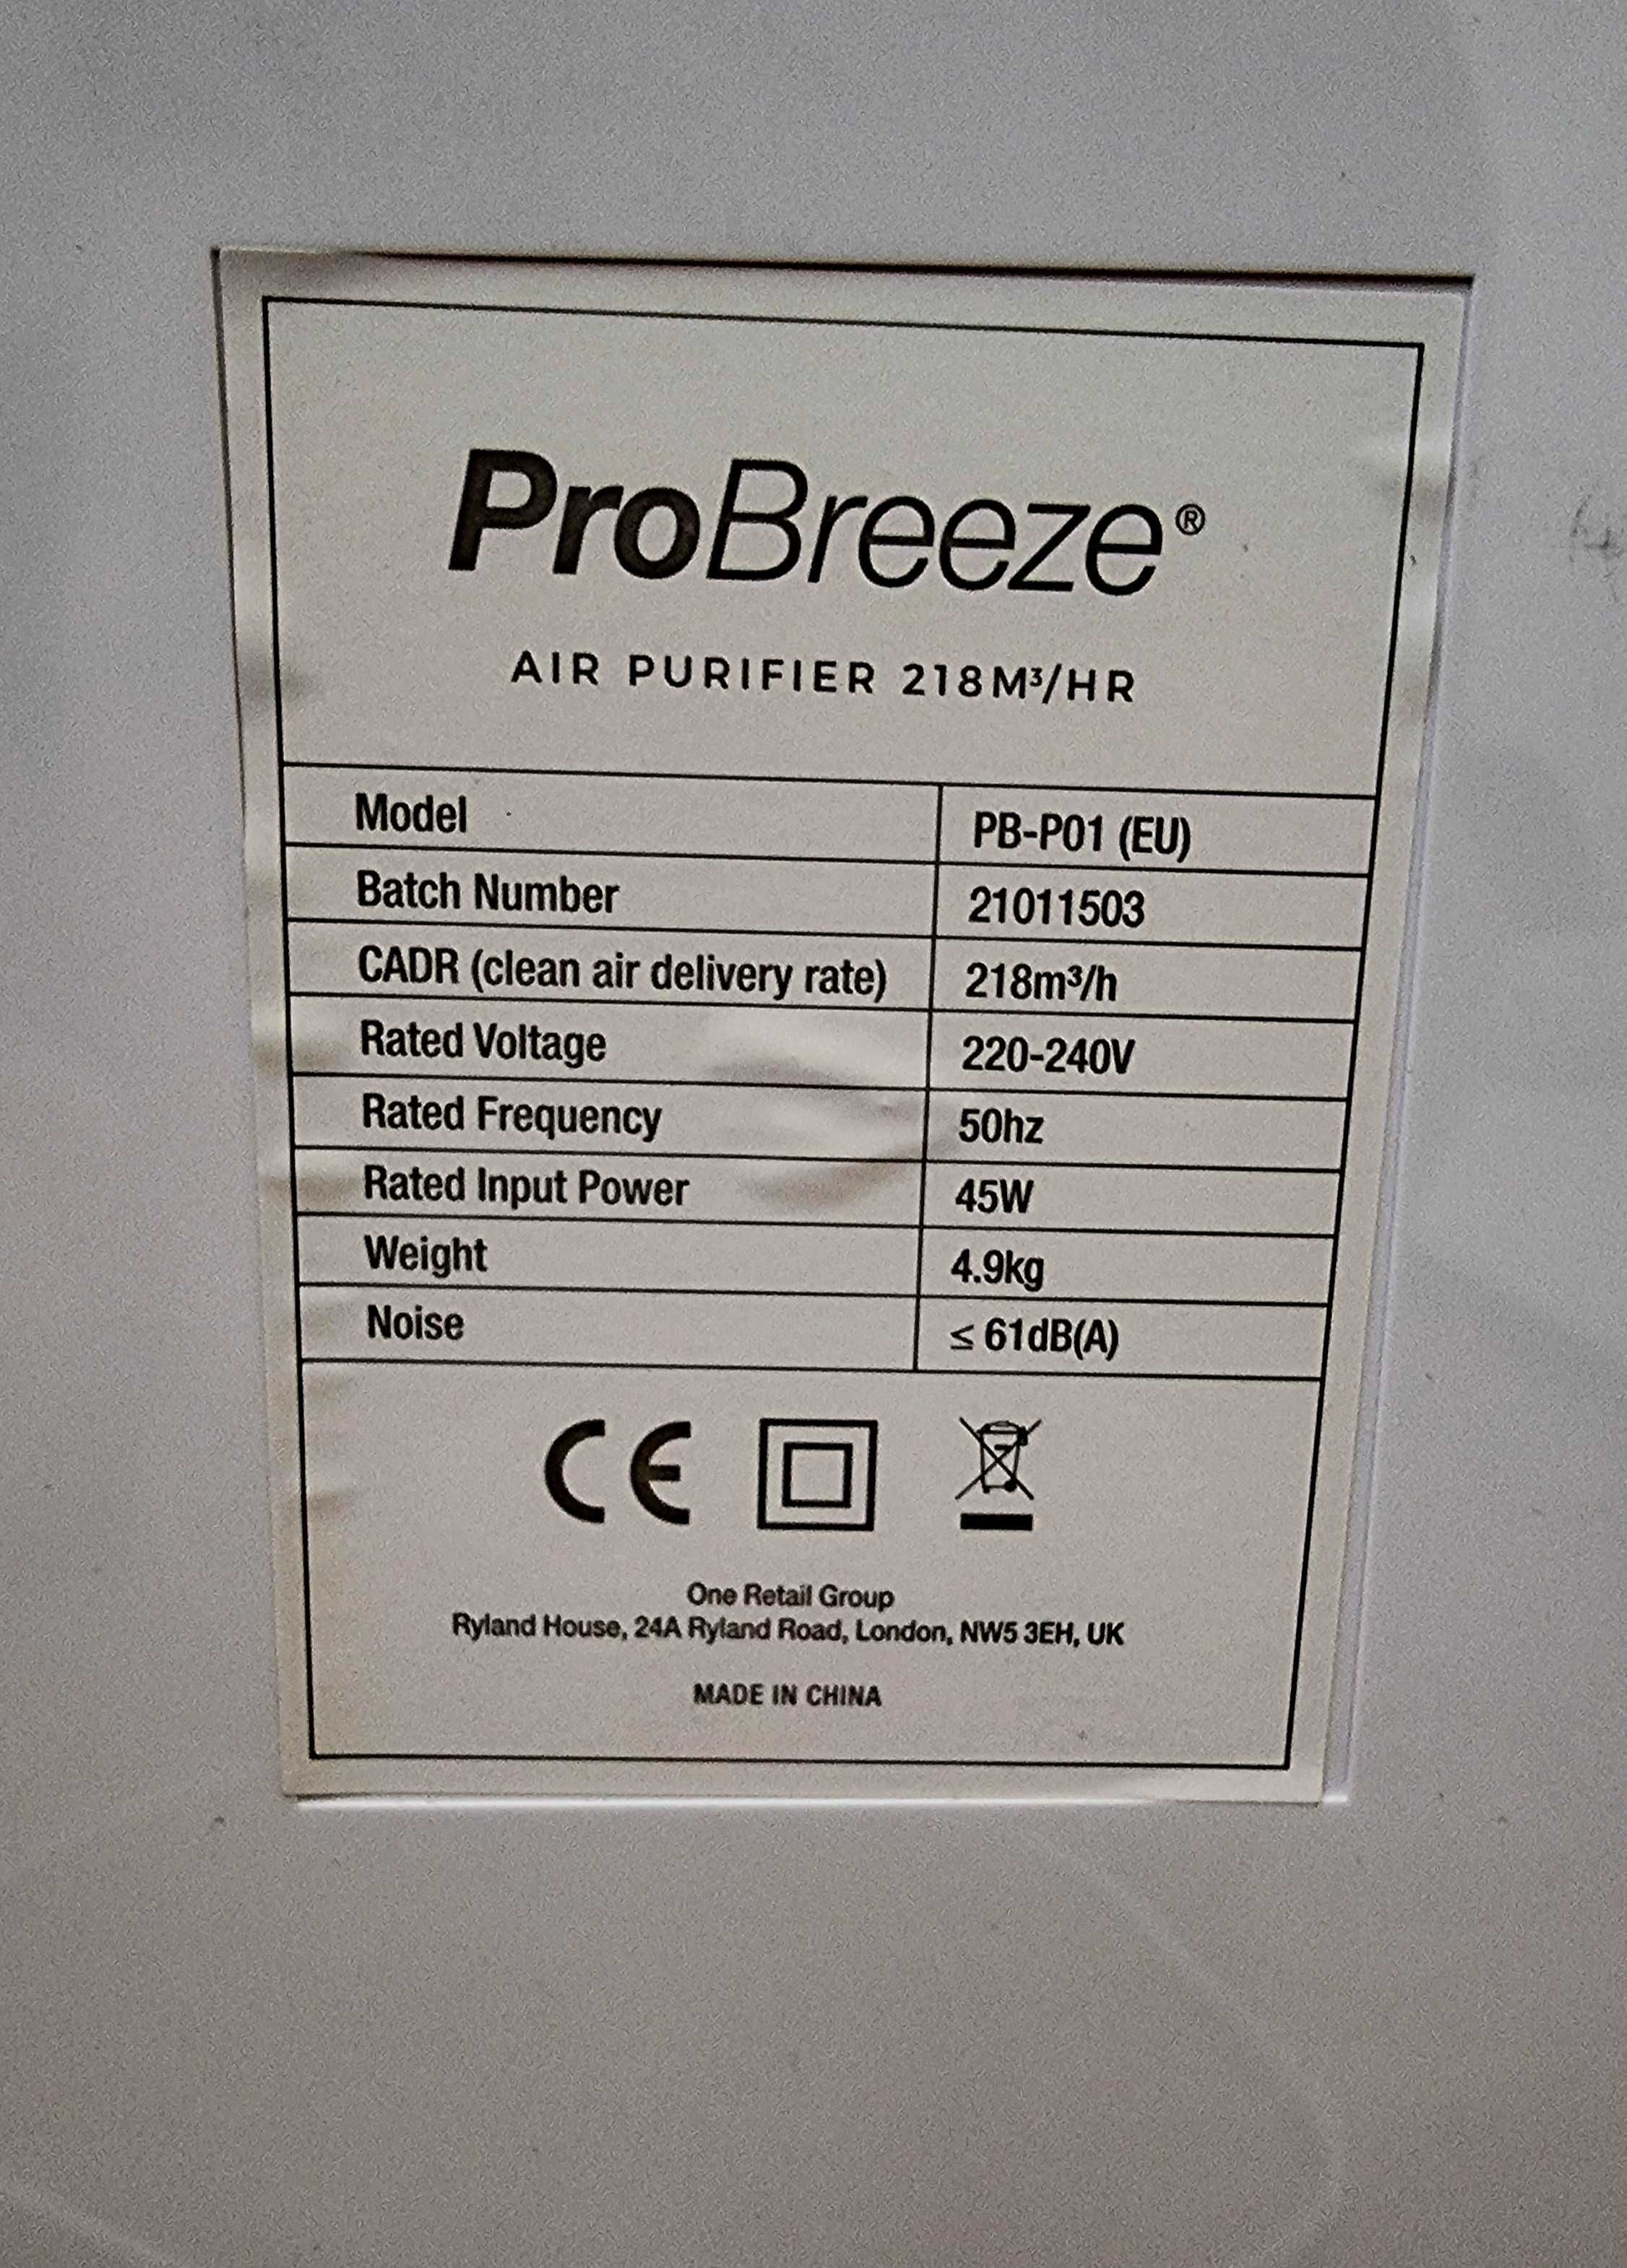 ProBreeze®
AIR PURIFIER 218M³/HR
Model PB-P01 (EU)
Batch Number 21011503
CADR (clean air delivery rate) 218m³/h
Rated Voltage 220-240V
Rated Frequency 50hz
Rated Input Power 45W
Weight 4.9kg
Noise ≤ 61dB(A)
CE
One Retail Group
Ryland House, 24A Ryland Road, London, NW5 3EH, UK
MADE IN CHINA